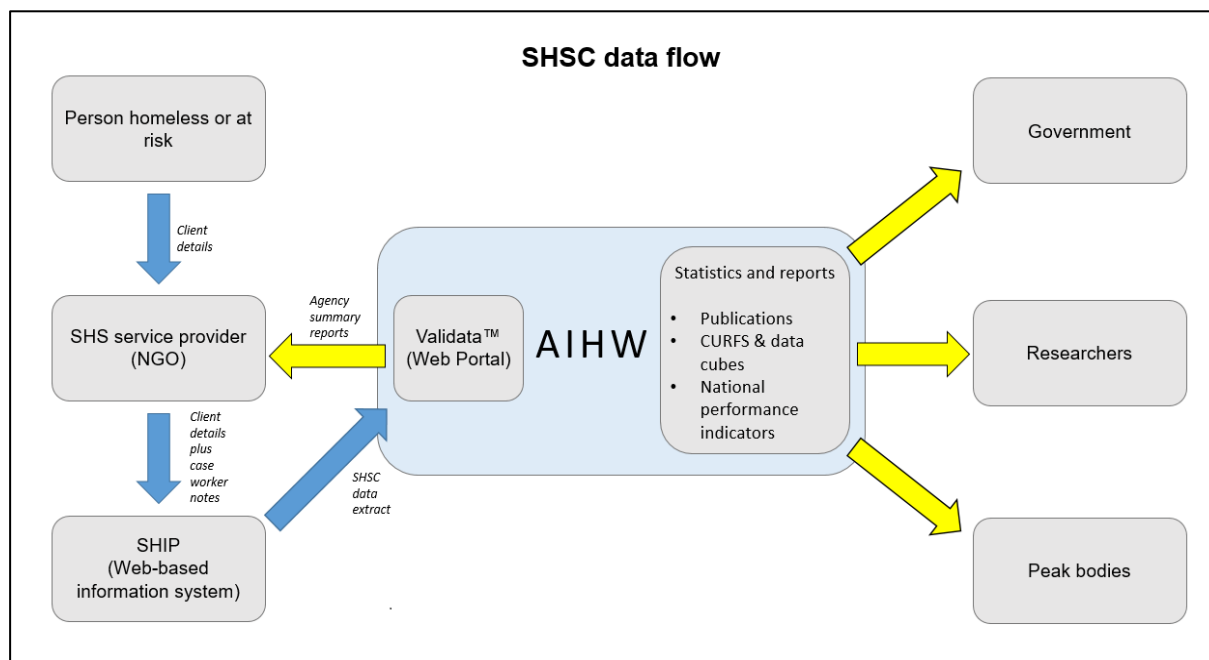 SHSC data flow
Person homeless or at
risk
Client
details
SHS service provider
(NGO)
Client
details
plus
case
worker
notes
SHIP
(Web-based
information system)
SHSC
data
extract
Agency
summary
reports
Validata™
(Web Portal)
AIHW
Statistics and reports
• Publications
• CURFS & data
cubes
• National
performance
indicators
Government
Researchers
Peak bodies